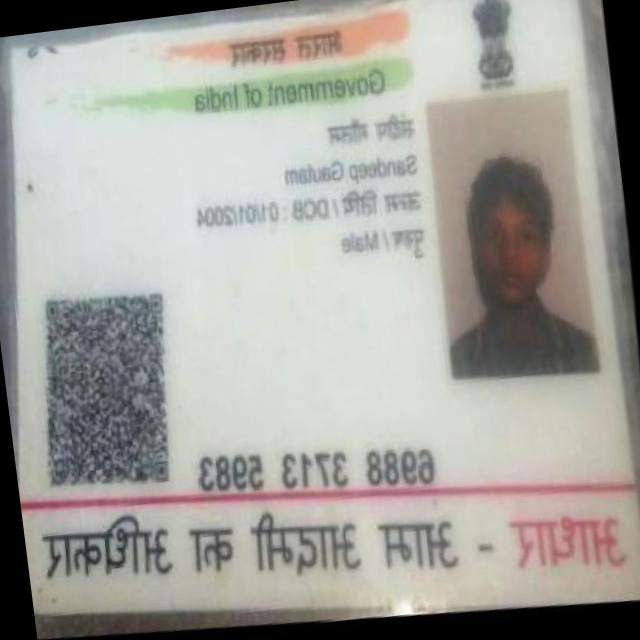 भारत सरकार
Government of India
संदीप गौतम
Sandeep Gautam
जन्म तिथि / DOB : 01/01/2004
पुरुष / Male
6988 3713 5983
आधार - आम आदमी का अधिकार